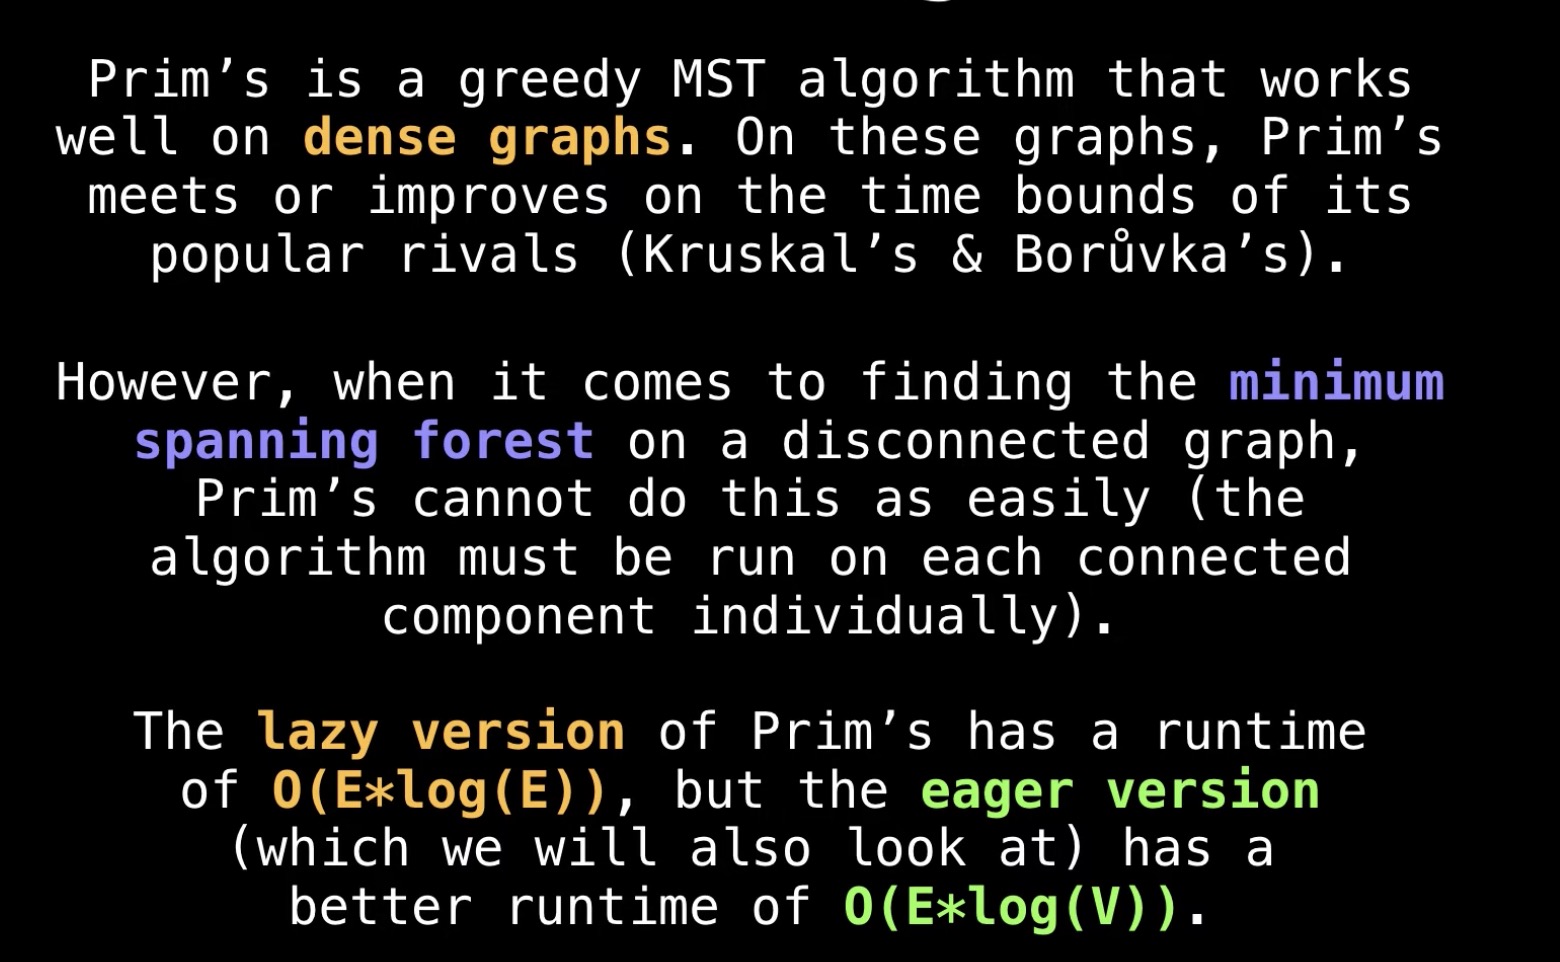 Prim’s is a greedy MST algorithm that works
well on dense graphs. On these graphs, Prim’s
meets or improves on the time bounds of its
popular rivals (Kruskal’s & Borůvka’s).
However, when it comes to finding the minimum
spanning forest on a disconnected graph,
Prim’s cannot do this as easily (the
algorithm must be run on each connected
component individually).
The lazy version of Prim’s has a runtime
of O(E*log(E)), but the eager version
(which we will also look at) has a
better runtime of O(E*log(V)).